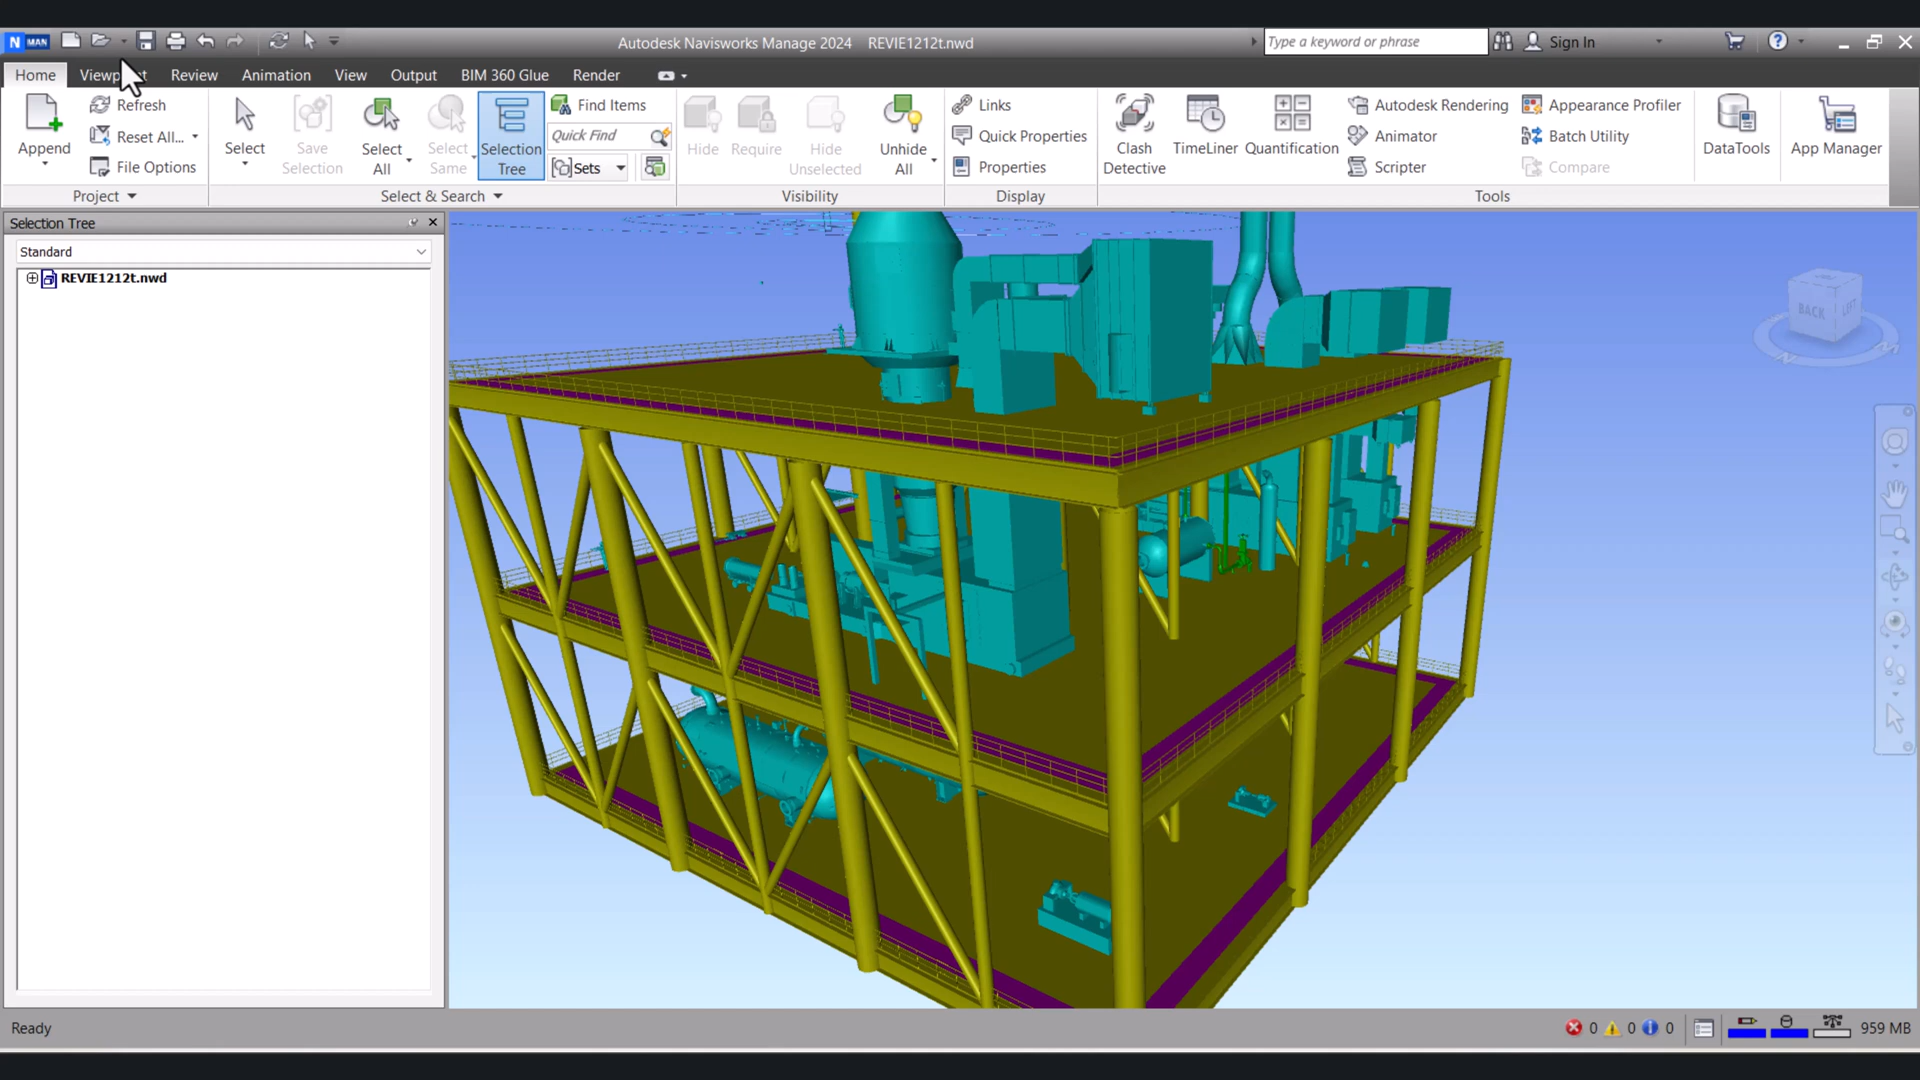 N MAN Autodesk Navisworks Manage 2024 REVIE1212t.nwd Type a keyword or phrase Sign In ?
Home Viewpoint Review Animation View Output BIM 360 Glue Render
Append
Refresh
Reset All...
File Options
Project
Select
Save Selection
Select All
Select Same
Selection Tree
Find Items
Quick Find
Sets
Select & Search
Hide
Require
Hide Unselected
Unhide All
Visibility
Links
Quick Properties
Properties
Display
Clash Detective
TimeLiner
Quantification
Autodesk Rendering
Animator
Scripter
Appearance Profiler
Batch Utility
Compare
Tools
DataTools
App Manager
Selection Tree
Standard
REVIE1212t.nwd
BACK LEFT
Ready 0 0 0 959 MB